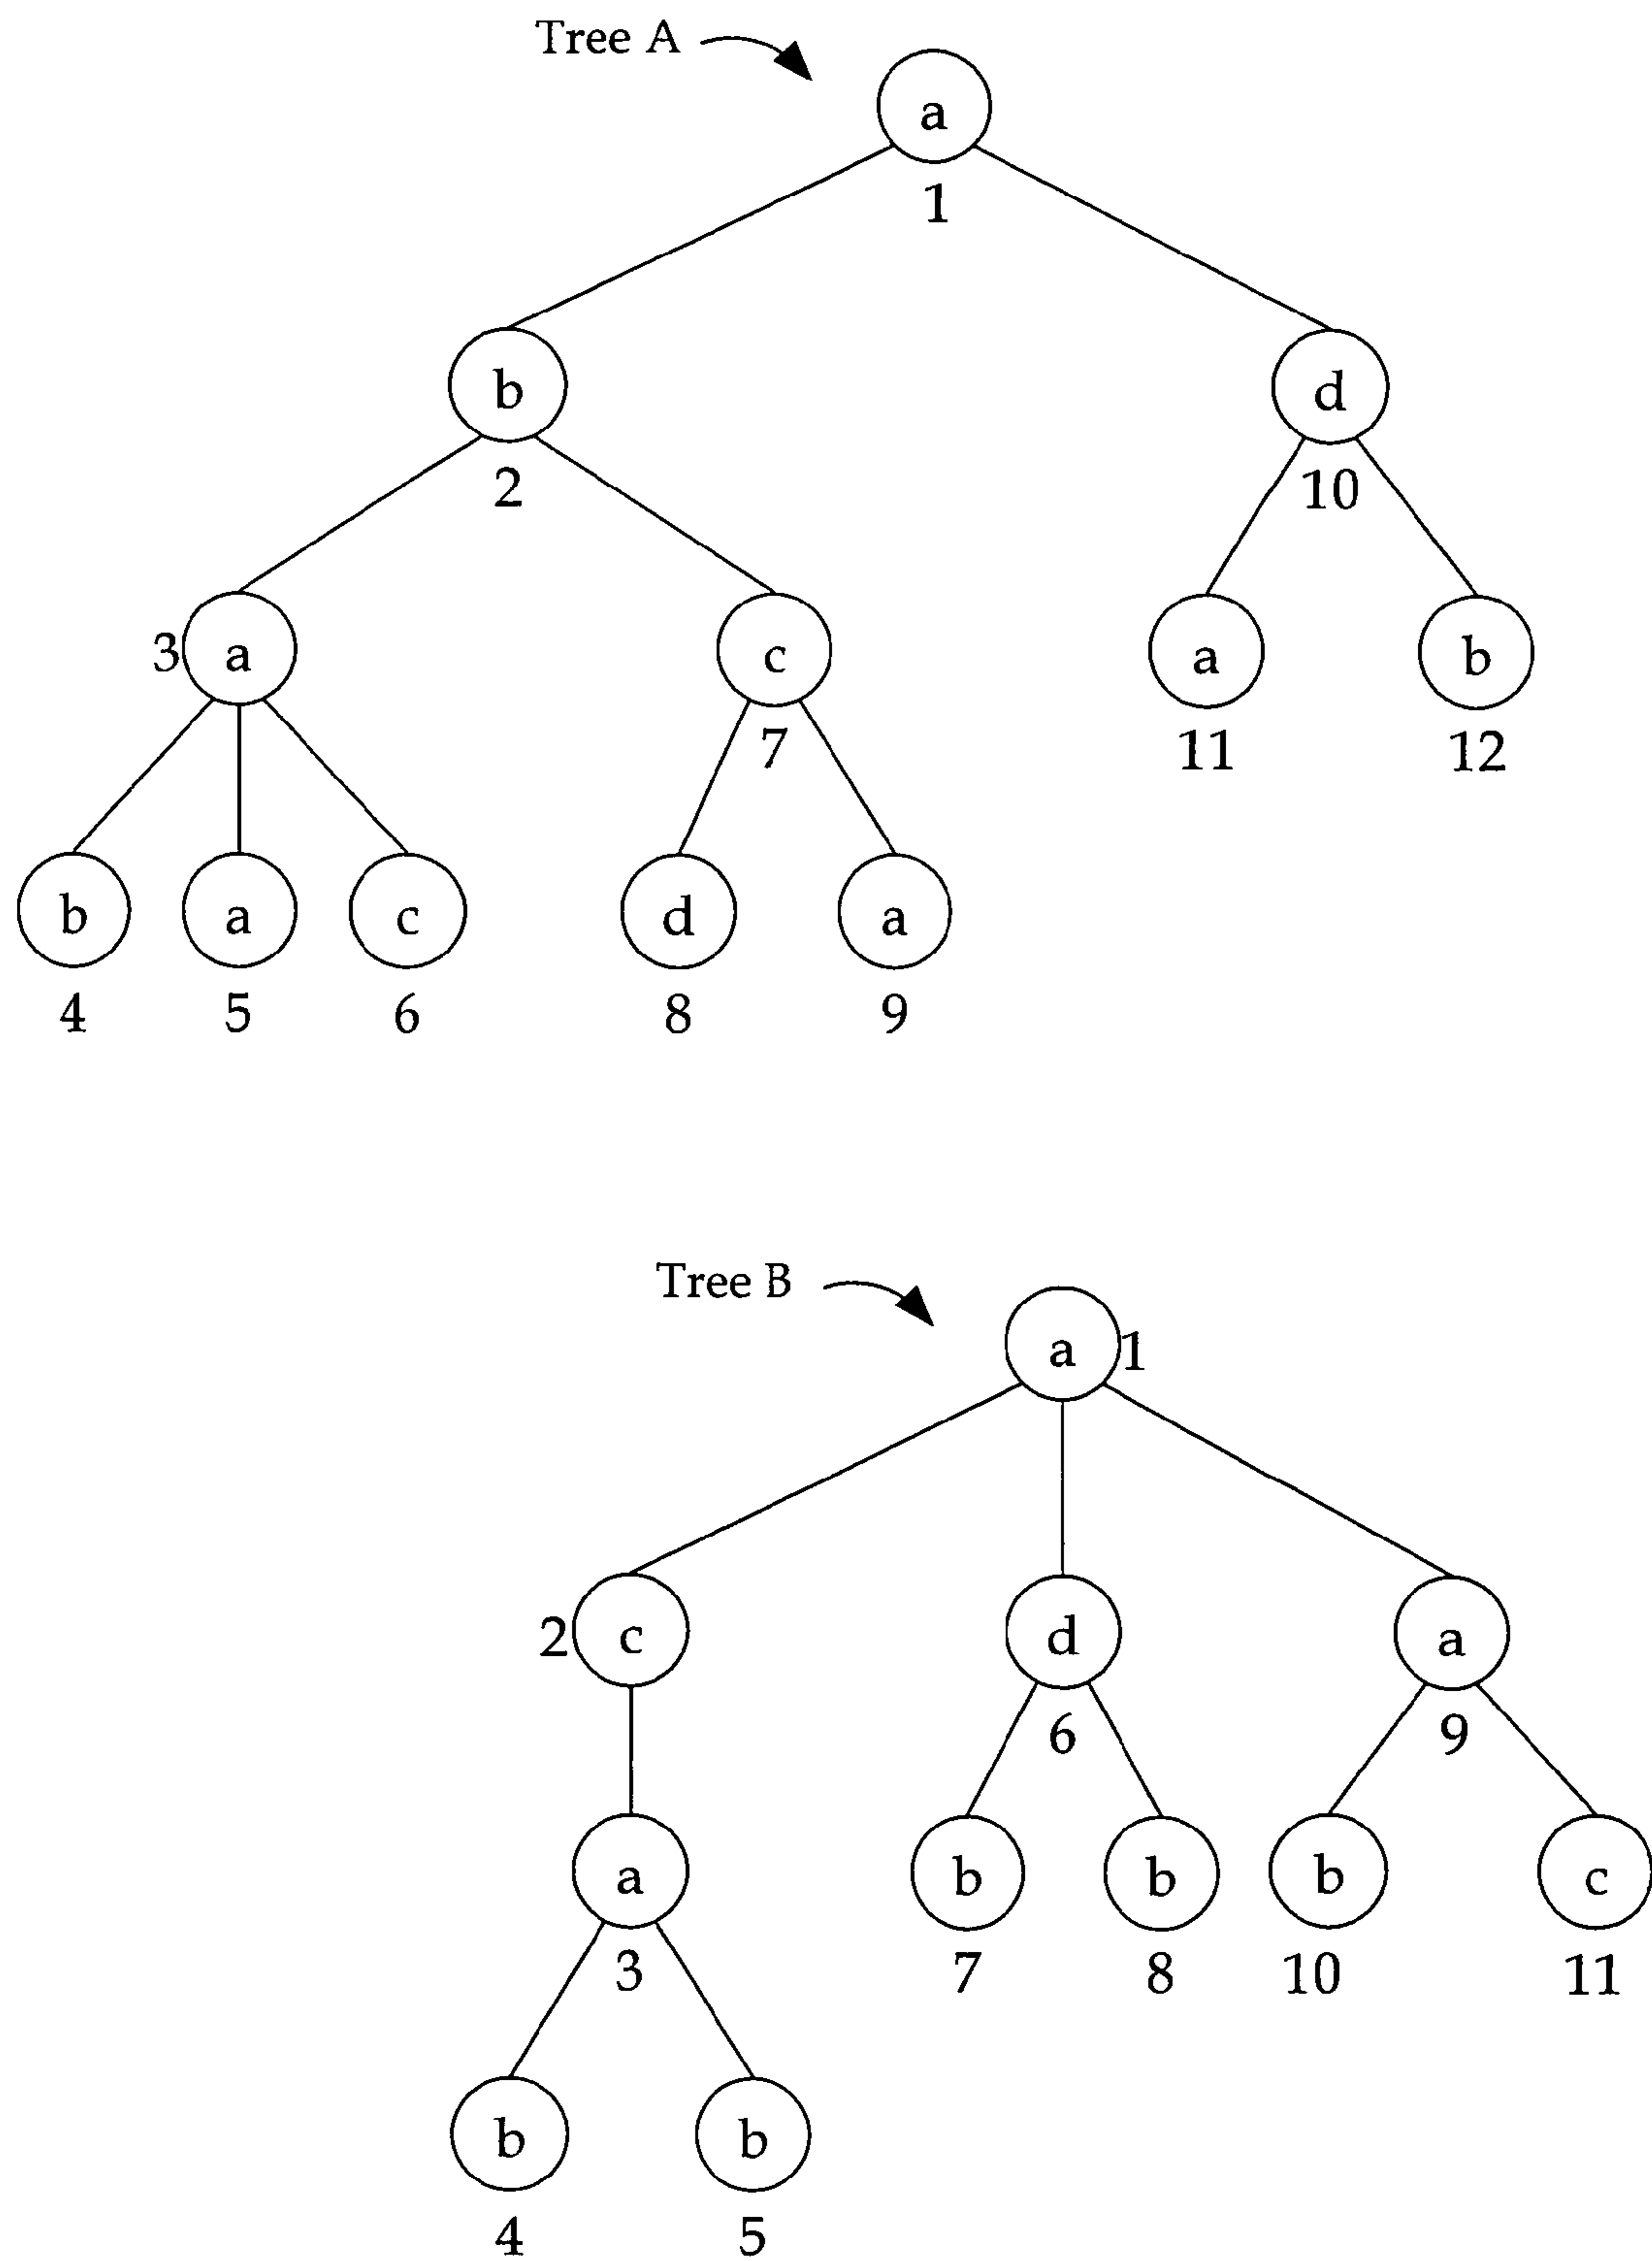 Tree A
a
1
b d
2 10
3 a c a b
7 11 12
b a c d a
4 5 6 8 9
Tree B
a 1
2 c d a
6 9
a b b b c
3 7 8 10 11
b b
4 5